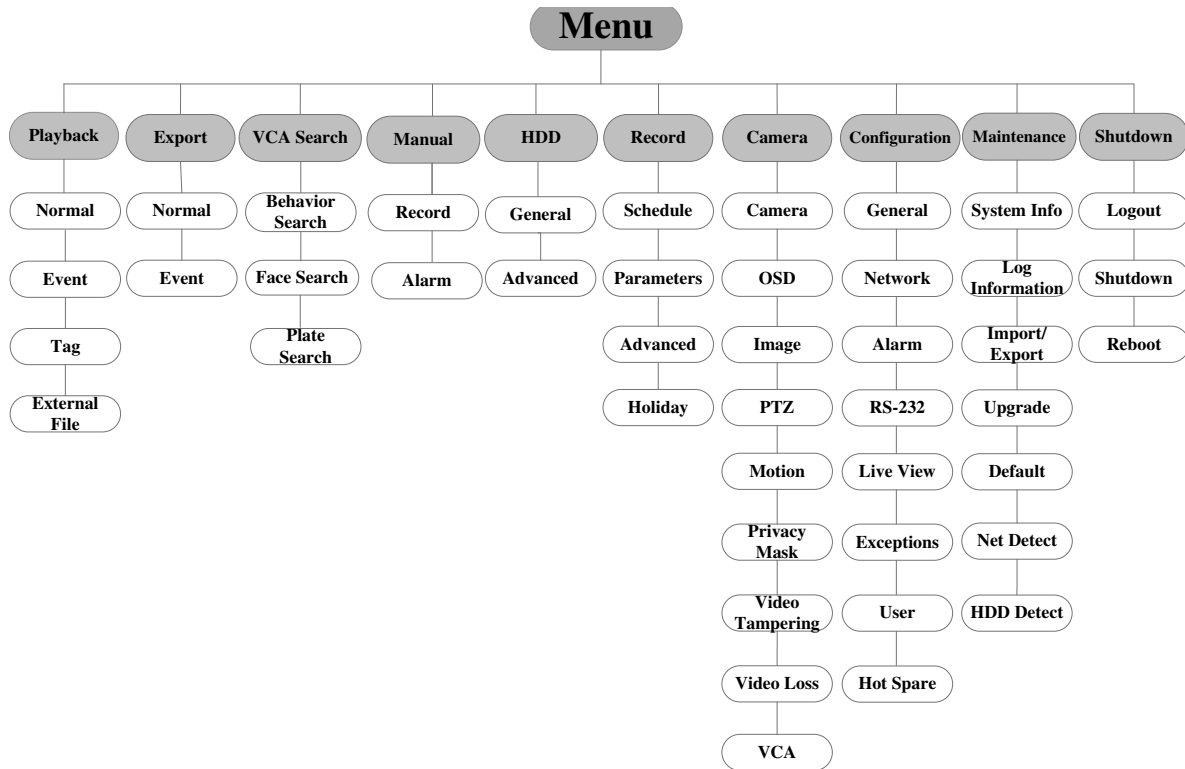 Menu
Playback
Export
VCA Search
Manual
HDD
Record
Camera
Configuration
Maintenance
Shutdown
Normal
Event
Tag
External
File
Normal
Event
Behavior
Search
Face Search
Plate
Search
Record
Alarm
General
Advanced
Schedule
Parameters
Advanced
Holiday
Camera
OSD
Image
PTZ
Motion
Privacy
Mask
Video
Tampering
Video Loss
VCA
General
Network
Alarm
RS-232
Live View
Exceptions
User
Hot Spare
System Info
Log
Information
Import/
Export
Upgrade
Default
Net Detect
HDD Detect
Logout
Shutdown
Reboot